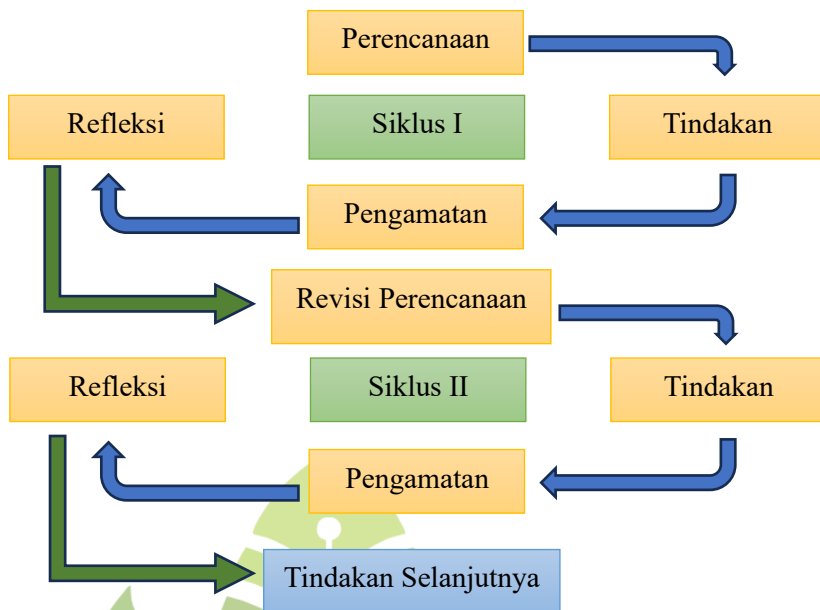 Perencanaan
Refleksi
Siklus I
Tindakan
Pengamatan
Revisi Perencanaan
Refleksi
Siklus II
Tindakan
Pengamatan
Tindakan Selanjutnya